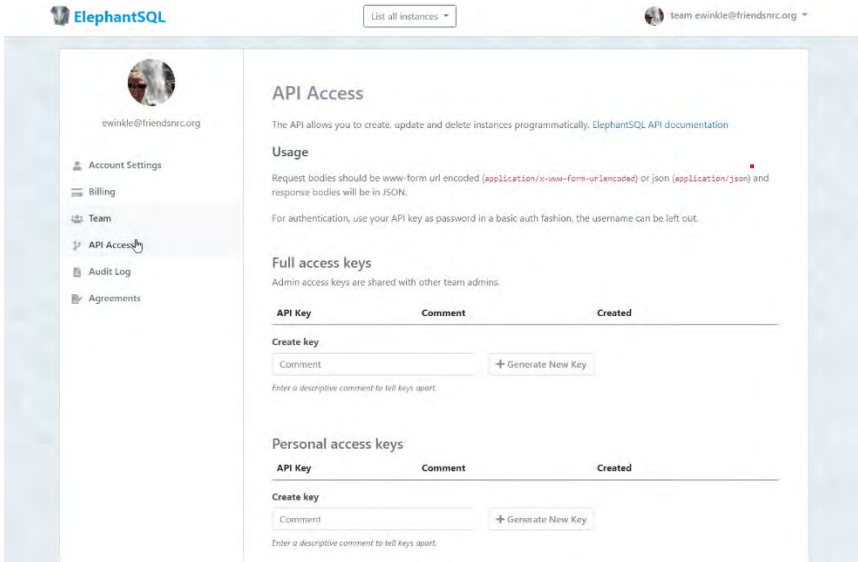 ElephantSQL
List all instances
team ewinkle@friendsnrc.org
ewinkle@friendsnrc.org
Account Settings
Billing
Team
API Access
Audit Log
Agreements
API Access
The API allows you to create, update and delete instances programmatically. ElephantSQL API documentation
Usage
Request bodies should be www-form url encoded (application/x-www-form-urlencoded) or json (application/json) and
response bodies will be in JSON.
For authentication, use your API key as password in a basic auth fashion, the username can be left out.
Full access keys
Admin access keys are shared with other team admins.
API Key Comment Created
Create key
Comment + Generate New Key
Enter a descriptive comment to tell keys apart.
Personal access keys
API Key Comment Created
Create key
Comment + Generate New Key
Enter a descriptive comment to tell keys apart.